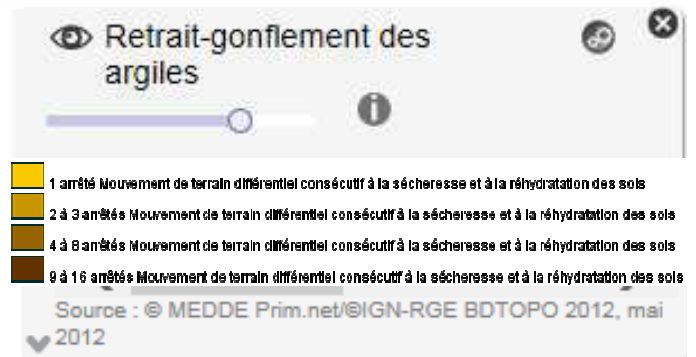 Retrait-gonflement des
argiles
1 arrêté Mouvement de terrain différentiel consécutif à la sécheresse et à la réhydratation des sols
2 à 3 arrêtés Mouvement de terrain différentiel consécutif à la sécheresse et à la réhydratation des sols
4 à 8 arrêtés Mouvement de terrain différentiel consécutif à la sécheresse et à la réhydratation des sols
9 à 16 arrêtés Mouvement de terrain différentiel consécutif à la sécheresse et à la réhydratation des sols
Source : © MEDDE Prim.net/©IGN-RGE BDTOPO 2012, mai
2012